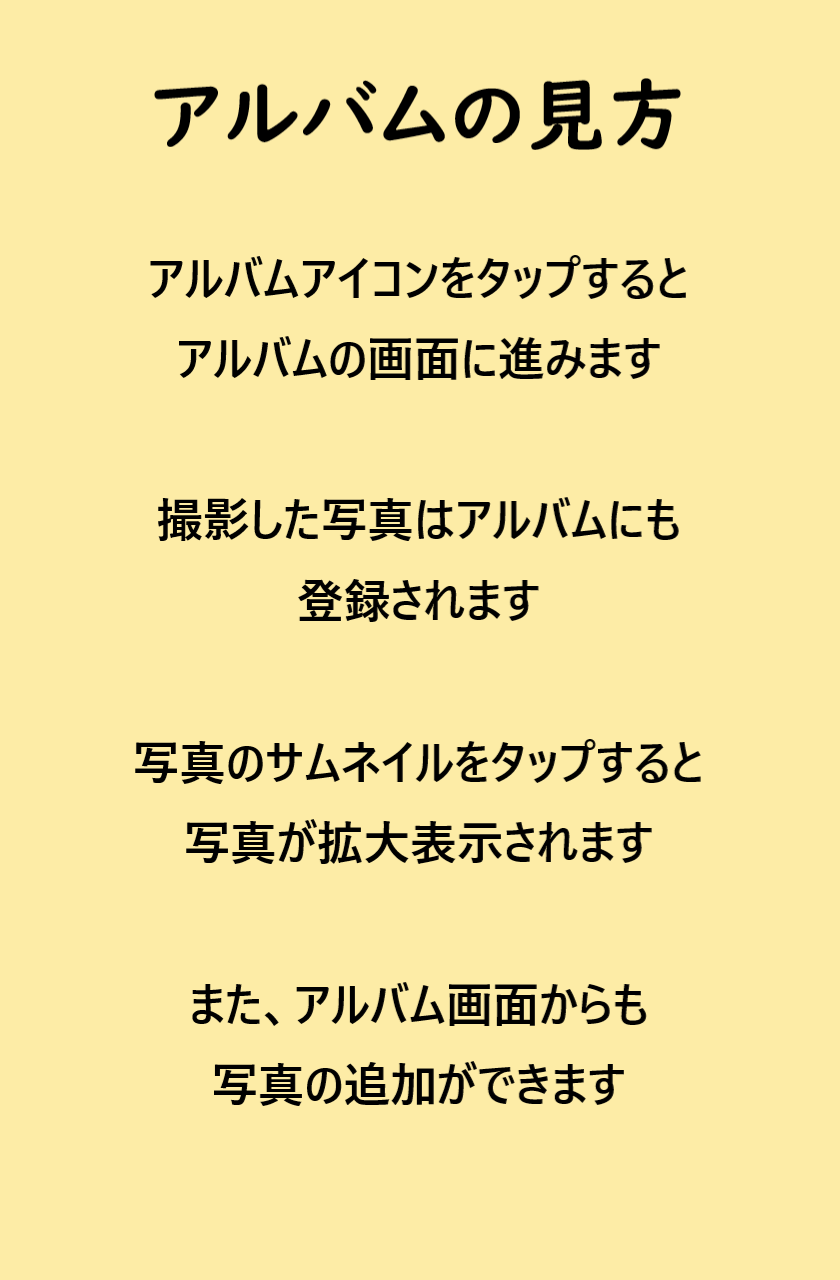 アルバムの見方
アルバムアイコンをタップすると
アルバムの画面に進みます
撮影した写真はアルバムにも
登録されます
写真のサムネイルをタップすると
写真が拡大表示されます
また、アルバム画面からも
写真の追加ができます